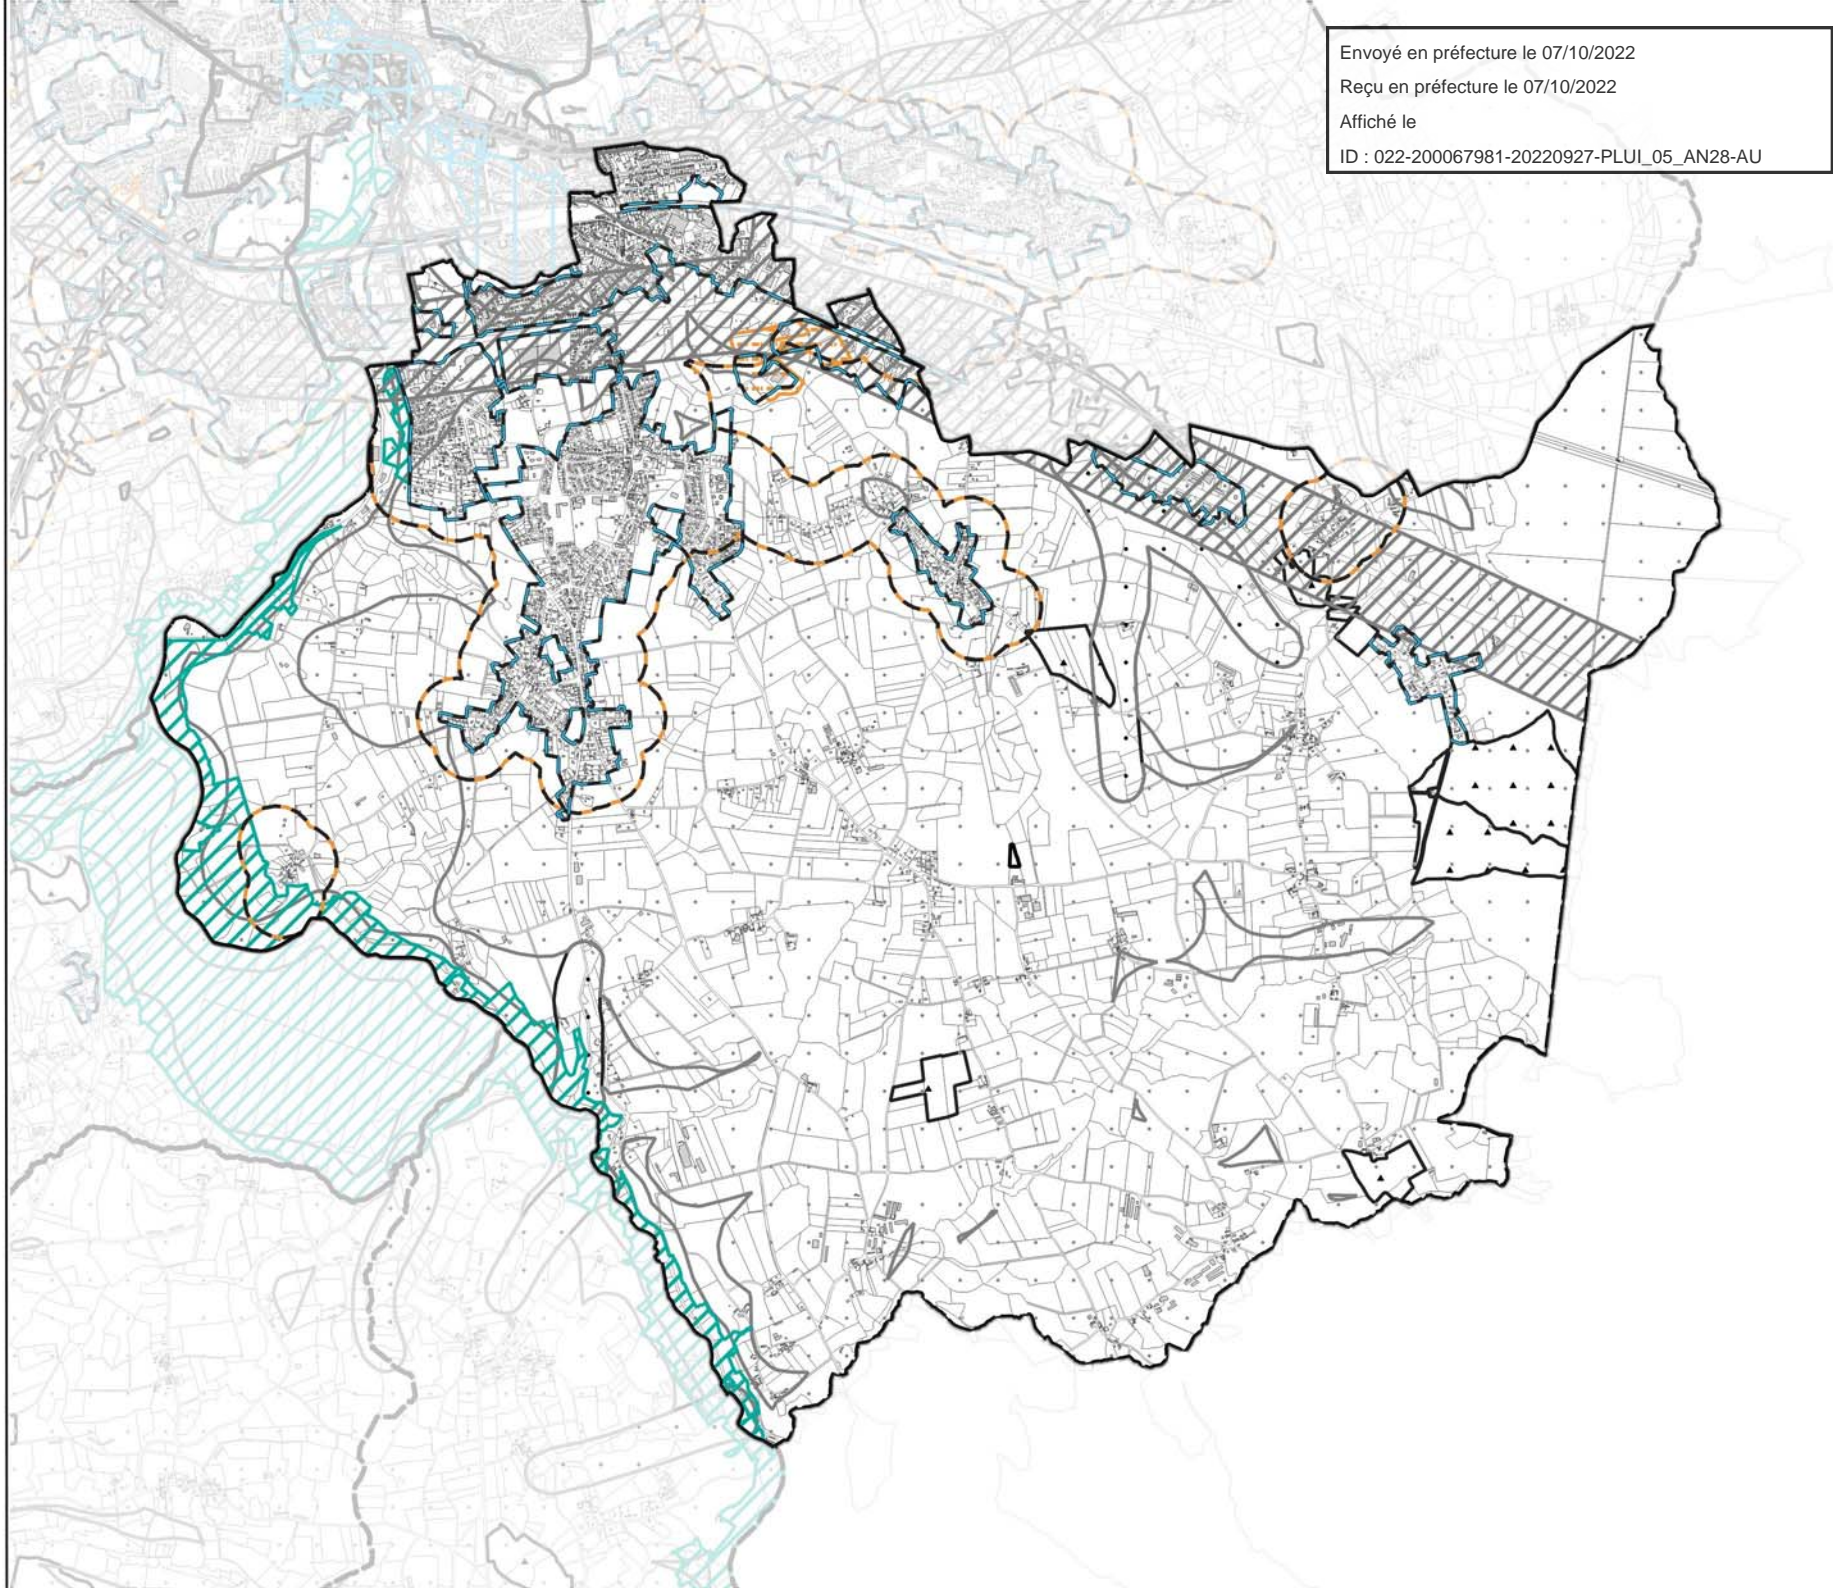 Envoyé en préfecture le 07/10/2022
Reçu en préfecture le 07/10/2022
Affiché le
ID : 022-200067981-20220927-PLUI_05_AN28-AU